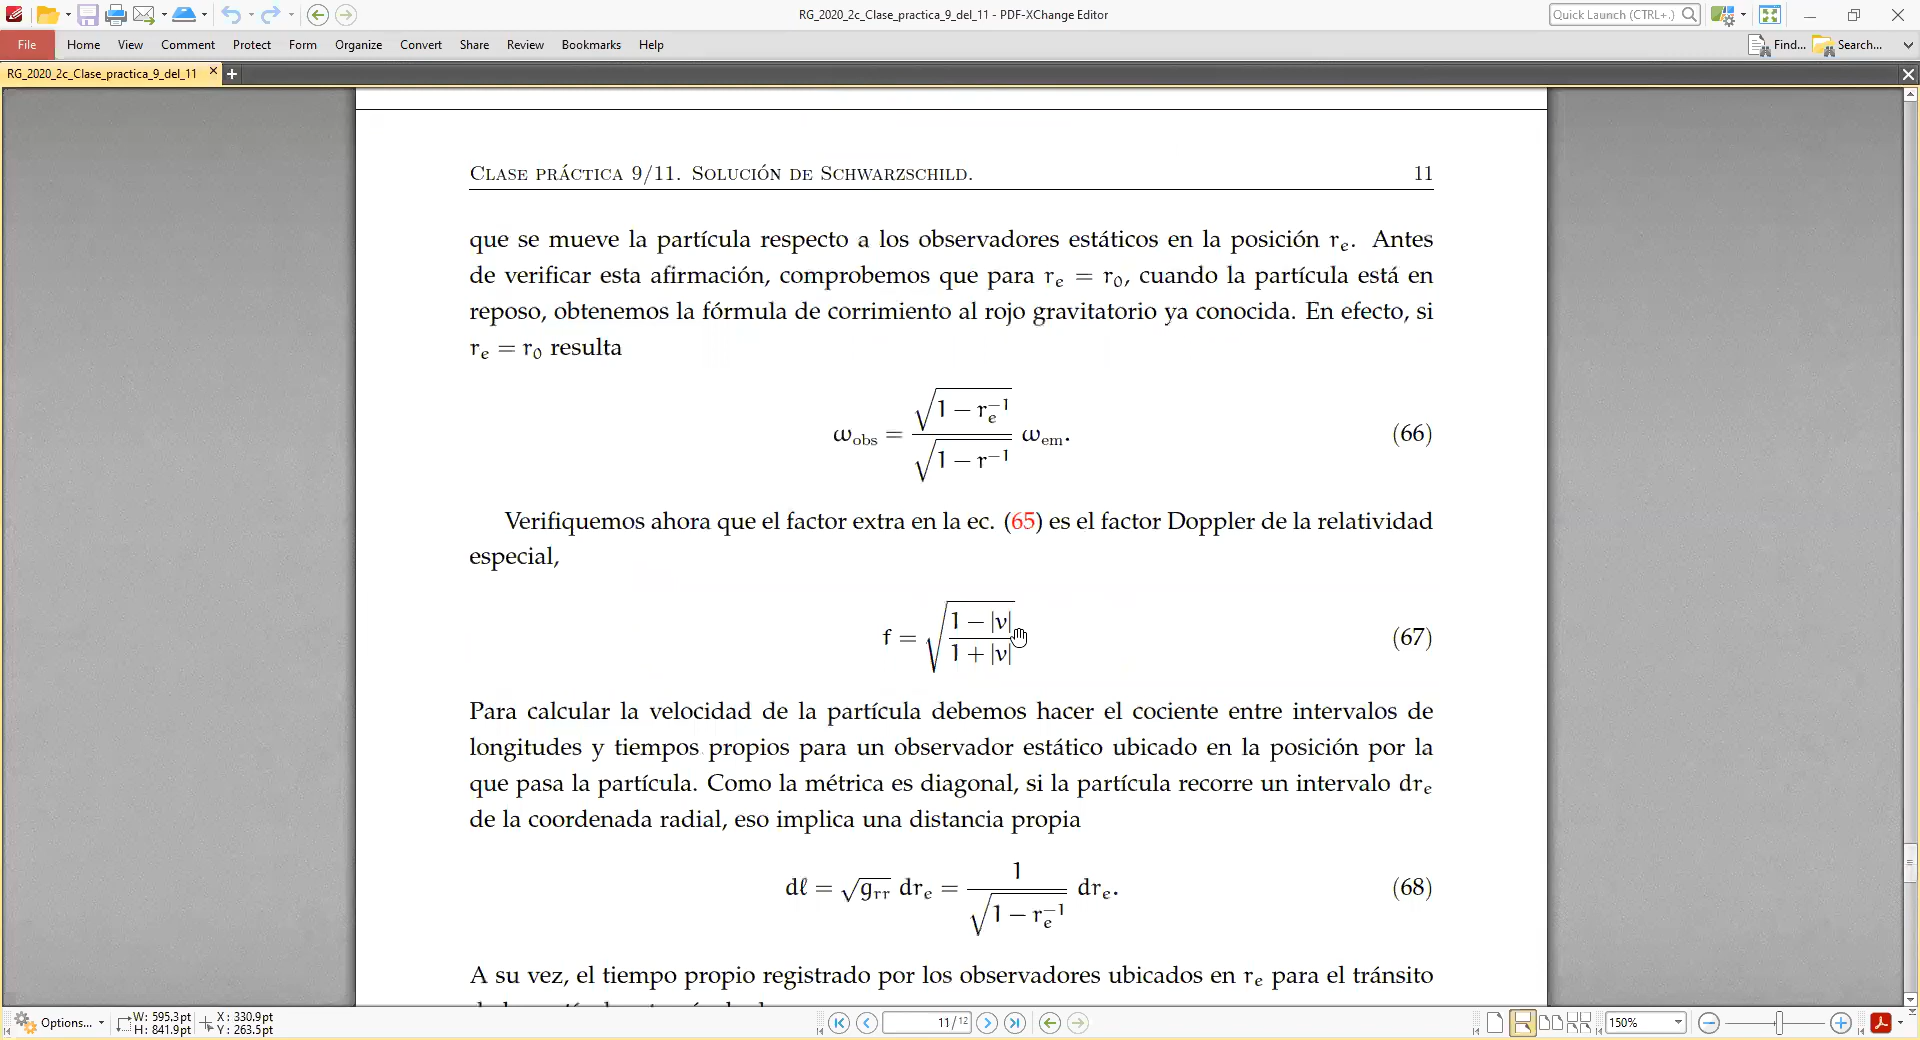 RG_2020_2c_Clase_practica_9_del_11 - PDF-XChange Editor
Quick Launch (CTRL+.)
File Home View Comment Protect Form Organize Convert Share Review Bookmarks Help
Find... Search...
RG_2020_2c_Clase_practica_9_del_11
Clase práctica 9/11. Solución de Schwarzschild. 11
que se mueve la partícula respecto a los observadores estáticos en la posición rₑ. Antes
de verificar esta afirmación, comprobemos que para rₑ = r₀, cuando la partícula está en
reposo, obtenemos la fórmula de corrimiento al rojo gravitatorio ya conocida. En efecto, si
rₑ = r₀ resulta
ω_obs = √(1 − rₑ⁻¹) / √(1 − r⁻¹) ω_em. (66)
Verifiquemos ahora que el factor extra en la ec. (65) es el factor Doppler de la relatividad
especial,
f = √((1 − |v|) / (1 + |v|)) (67)
Para calcular la velocidad de la partícula debemos hacer el cociente entre intervalos de
longitudes y tiempos propios para un observador estático ubicado en la posición por la
que pasa la partícula. Como la métrica es diagonal, si la partícula recorre un intervalo drₑ
de la coordenada radial, eso implica una distancia propia
dℓ = √g_rr drₑ = 1 / √(1 − rₑ⁻¹) drₑ. (68)
A su vez, el tiempo propio registrado por los observadores ubicados en rₑ para el tránsito
Options... W: 595.3pt X: 330.9pt
H: 841.9pt Y: 263.5pt
11/12
150%